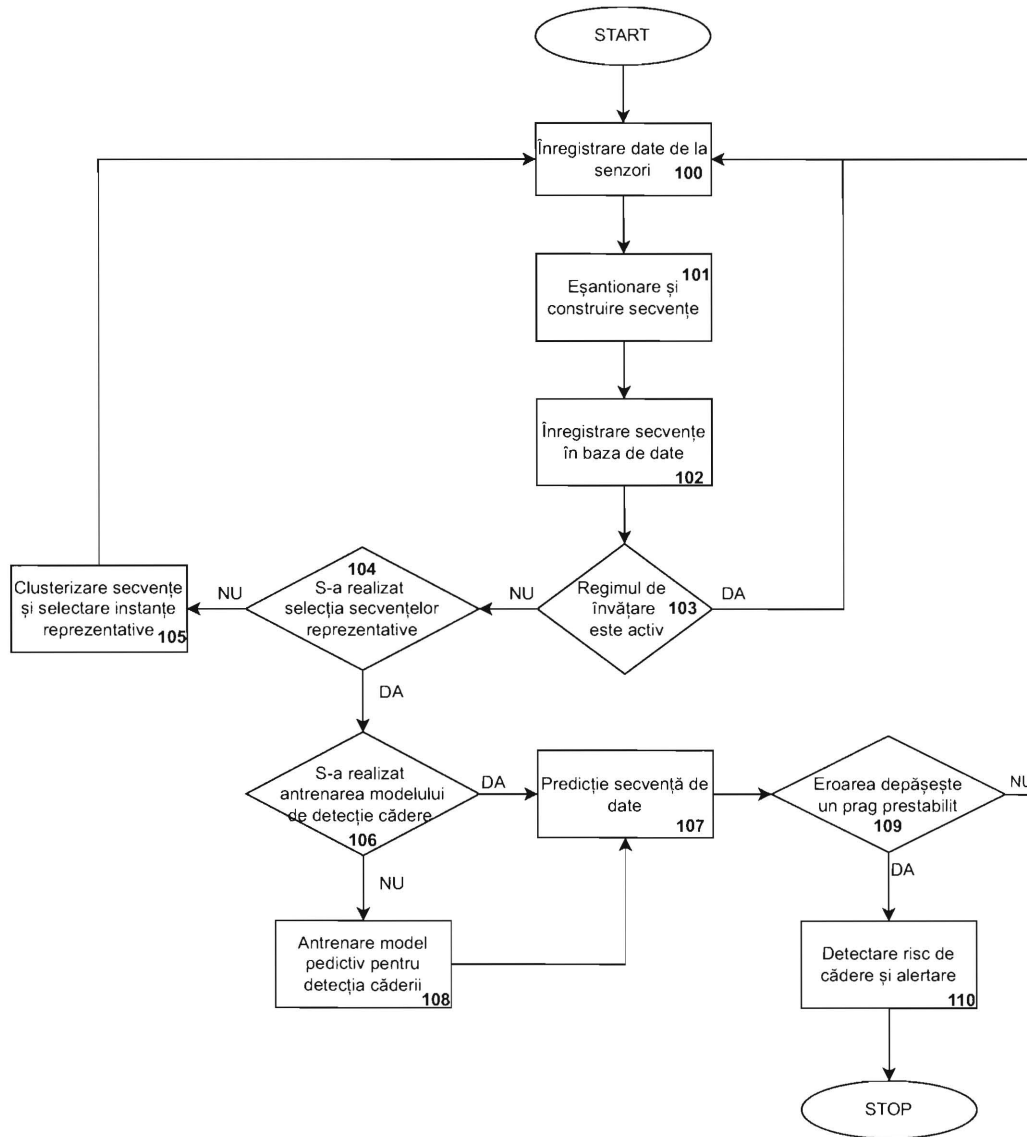 START
Înregistrare date de la
senzori 100
101
Eșantionare și
construire secvențe
Înregistrare secvențe
în baza de date
102
Regimul de
învățare 103
este activ
DA
NU
104
S-a realizat
selecția secvențelor
reprezentative
NU
Clusterizare secvențe
și selectare instanțe
reprezentative 105
DA
S-a realizat
antrenarea modelului
de detecție cădere
106
DA
NU
Antrenare model
pedictiv pentru
detecția căderii
108
Predicție secvență de
date 107
Eroarea depășește
un prag prestabilit
109
NU
DA
Detectare risc de
cădere și alertare
110
STOP